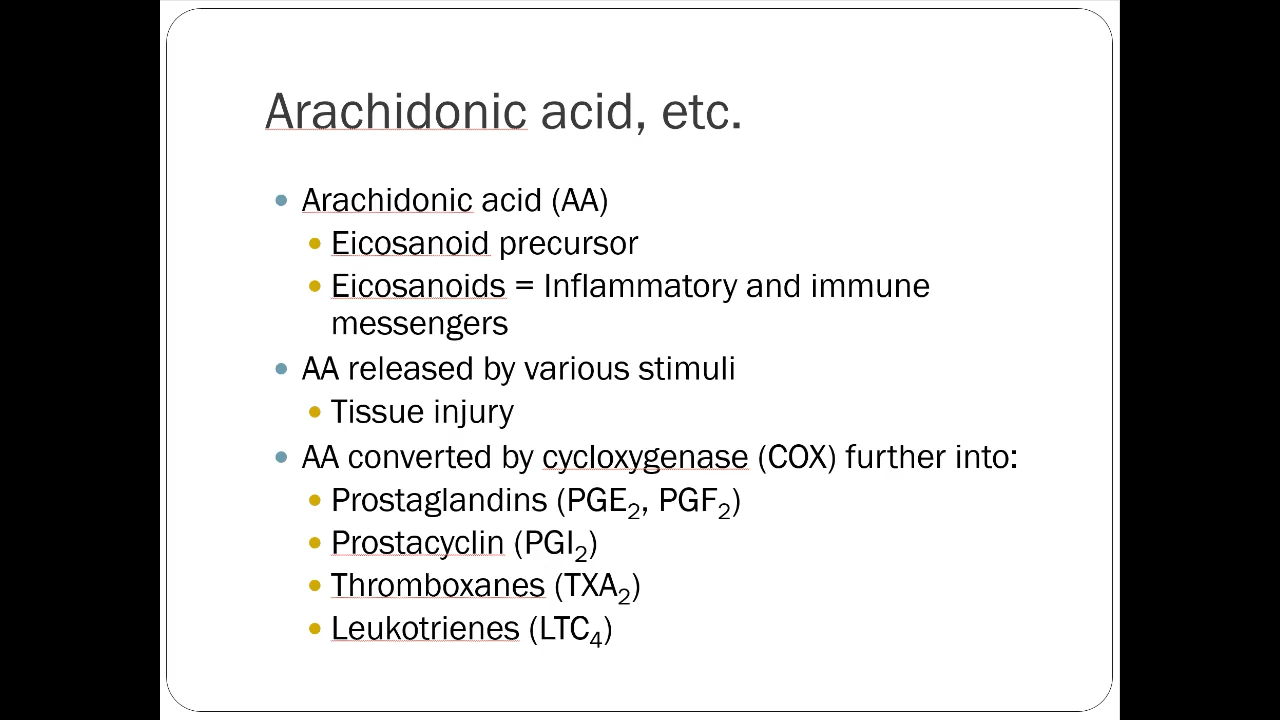 Arachidonic acid, etc.
Arachidonic acid (AA)
Eicosanoid precursor
Eicosanoids = Inflammatory and immune
messengers
AA released by various stimuli
Tissue injury
AA converted by cycloxygenase (COX) further into:
Prostaglandins (PGE₂, PGF₂)
Prostacyclin (PGI₂)
Thromboxanes (TXA₂)
Leukotrienes (LTC₄)